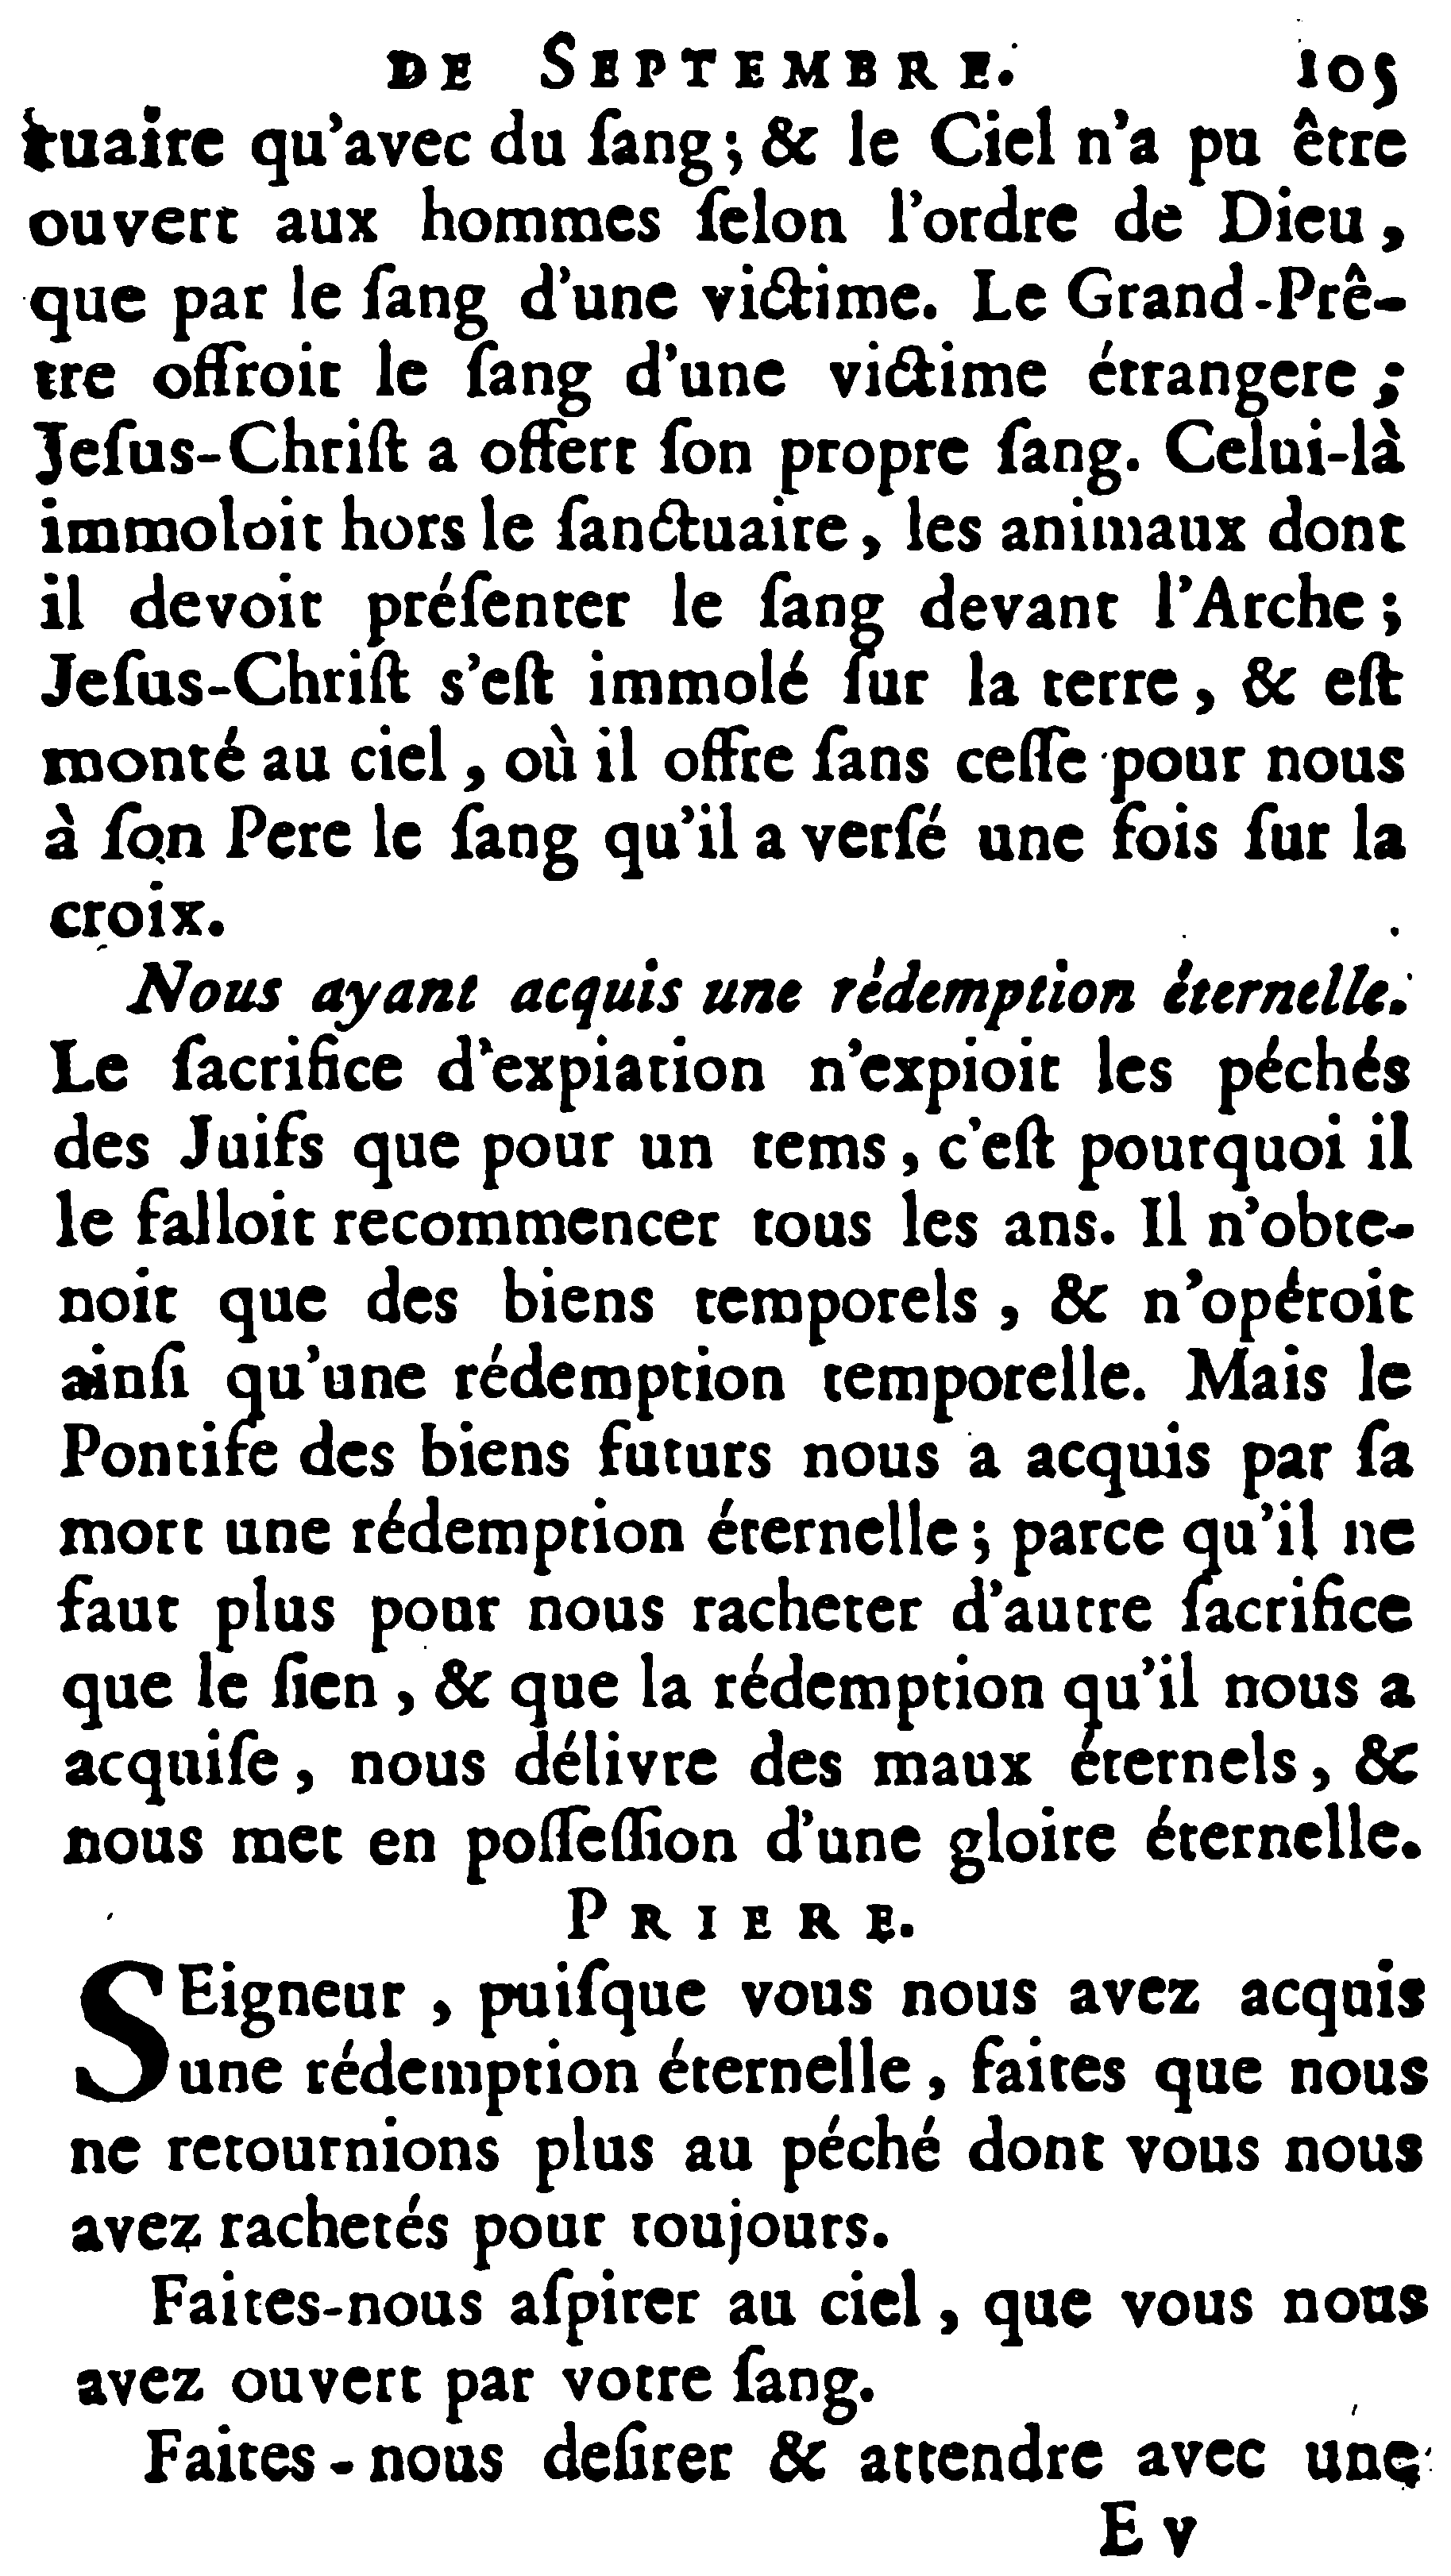 DE SEPTEMBRE. 105
tuaire qu'avec du ſang ; & le Ciel n'a pu être
ouvert aux hommes ſelon l'ordre de Dieu ,
que par le ſang d'une victime. Le Grand-Prê-
tre offroit le ſang d'une victime étrangere ;
Jeſus-Chriſt a offert ſon propre ſang. Celui-là
immoloit hors le ſanctuaire , les animaux dont
il devoit préſenter le ſang devant l'Arche ;
Jeſus-Chriſt s'eſt immolé ſur la terre , & eſt
monté au ciel , où il offre ſans ceſſe pour nous
à ſon Pere le ſang qu'il a verſé une fois ſur la
croix.
Nous ayant acquis une rédemption éternelle.
Le ſacrifice d'expiation n'expioit les péchés
des Juifs que pour un tems , c'eſt pourquoi il
le falloit recommencer tous les ans. Il n'obte-
noit que des biens temporels , & n'opéroit
ainſi qu'une rédemption temporelle. Mais le
Pontife des biens futurs nous a acquis par ſa
mort une rédemption éternelle ; parce qu'il ne
faut plus pour nous racheter d'autre ſacrifice
que le ſien , & que la rédemption qu'il nous a
acquiſe , nous délivre des maux éternels , &
nous met en poſſeſſion d'une gloire éternelle.
PRIERE.
SEigneur , puiſque vous nous avez acquis
une rédemption éternelle , faites que nous
ne retournions plus au péché dont vous nous
avez rachetés pour toujours.
Faites-nous aſpirer au ciel , que vous nous
avez ouvert par votre ſang.
Faites-nous deſirer & attendre avec une
E v